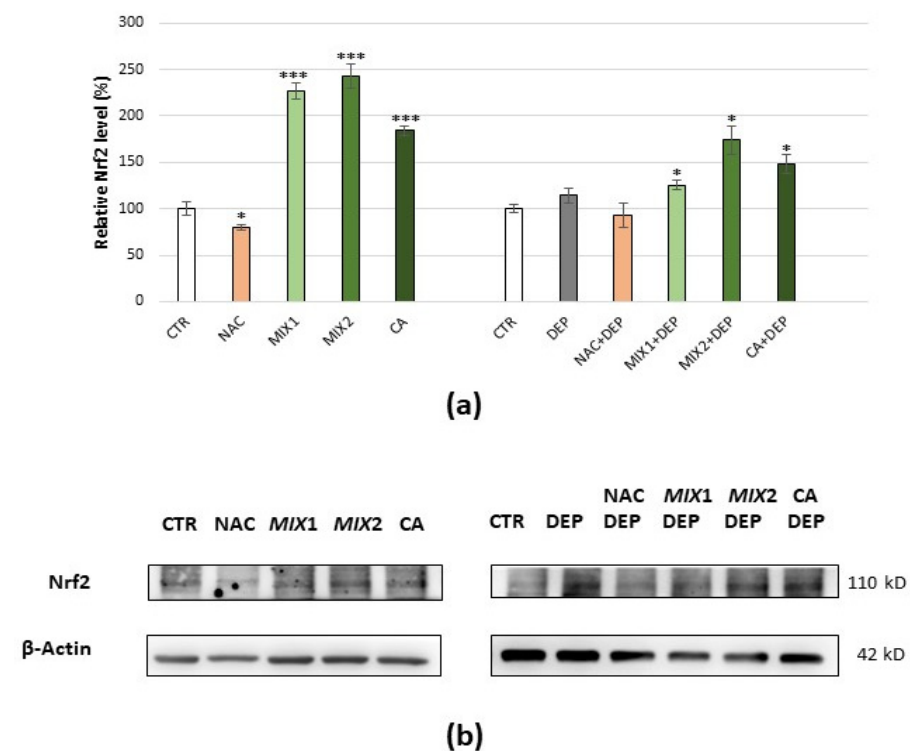 300
250
200
150
100
50
0
Relative Nrf2 level (%)
*
***
***
***
*
*
*
CTR
NAC
MIX1
MIX2
CA
CTR
DEP
NAC+DEP
MIX1+DEP
MIX2+DEP
CA+DEP
(a)
CTR NAC MIX1 MIX2 CA
NAC MIX1 MIX2 CA
CTR DEP DEP DEP DEP DEP
Nrf2
110 kD
β-Actin
42 kD
(b)